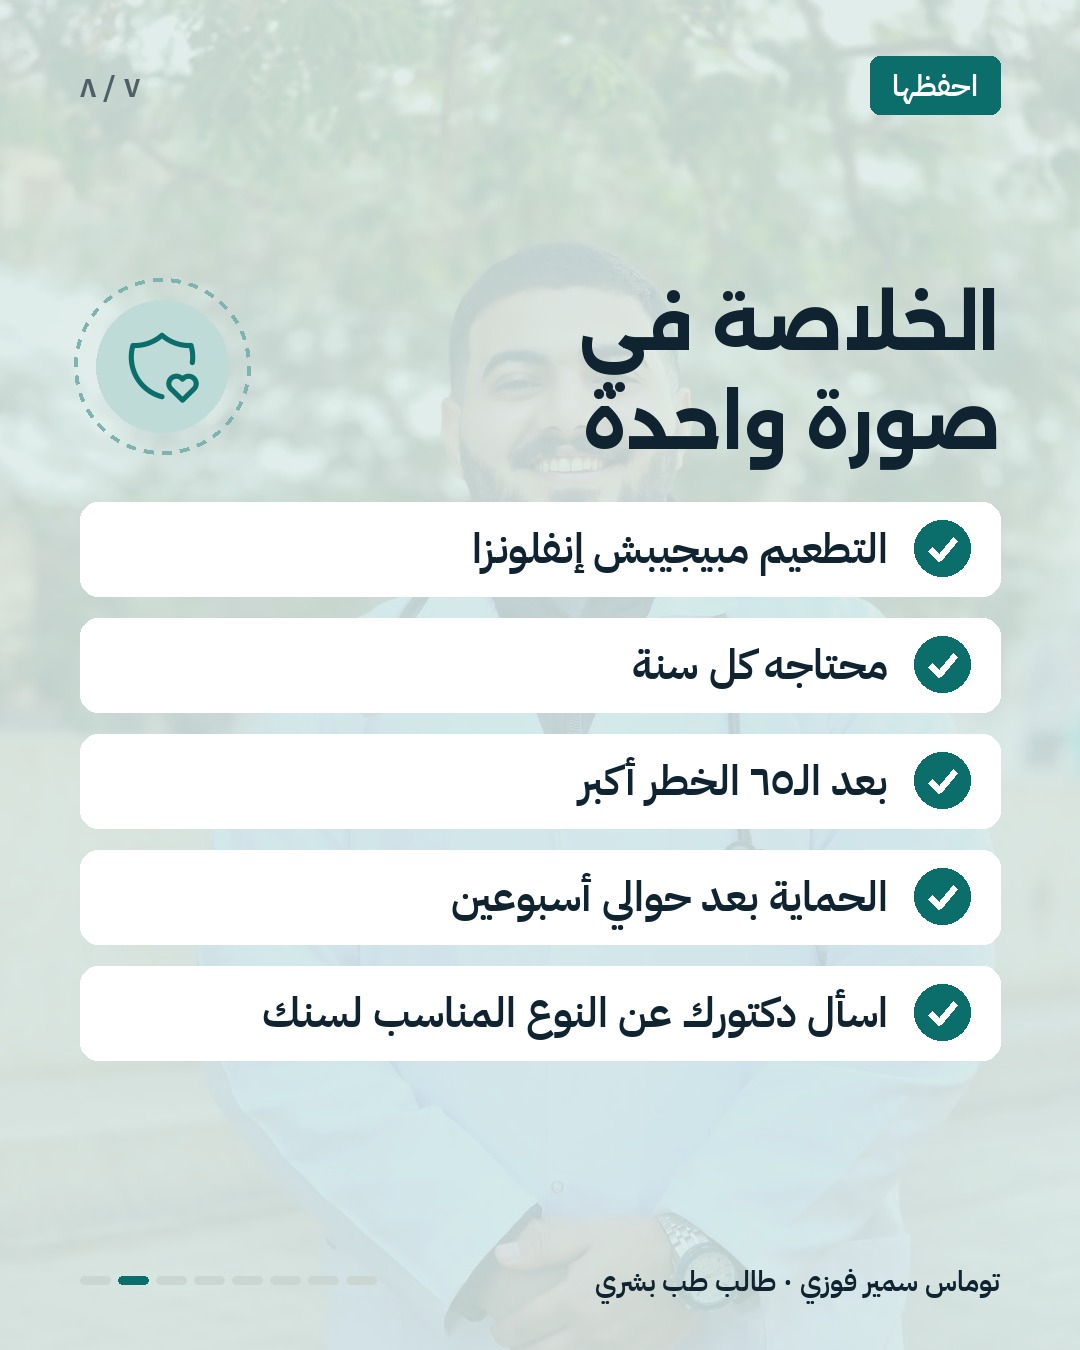 احفظها
٧ / ٨
الخلاصة في
صورة واحدة
التطعيم مبيجيبش إنفلونزا
محتاجه كل سنة
بعد الـ٦٥ الخطر أكبر
الحماية بعد حوالي أسبوعين
اسأل دكتورك عن النوع المناسب لسنك
توماس سمير فوزي · طالب طب بشري